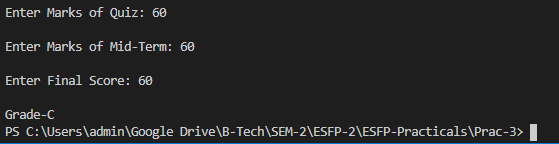 Enter Marks of Quiz: 60
Enter Marks of Mid-Term: 60
Enter Final Score: 60
Grade-C
PS C:\Users\admin\Google Drive\B-Tech\SEM-2\ESFP-2\ESFP-Practicals\Prac-3>